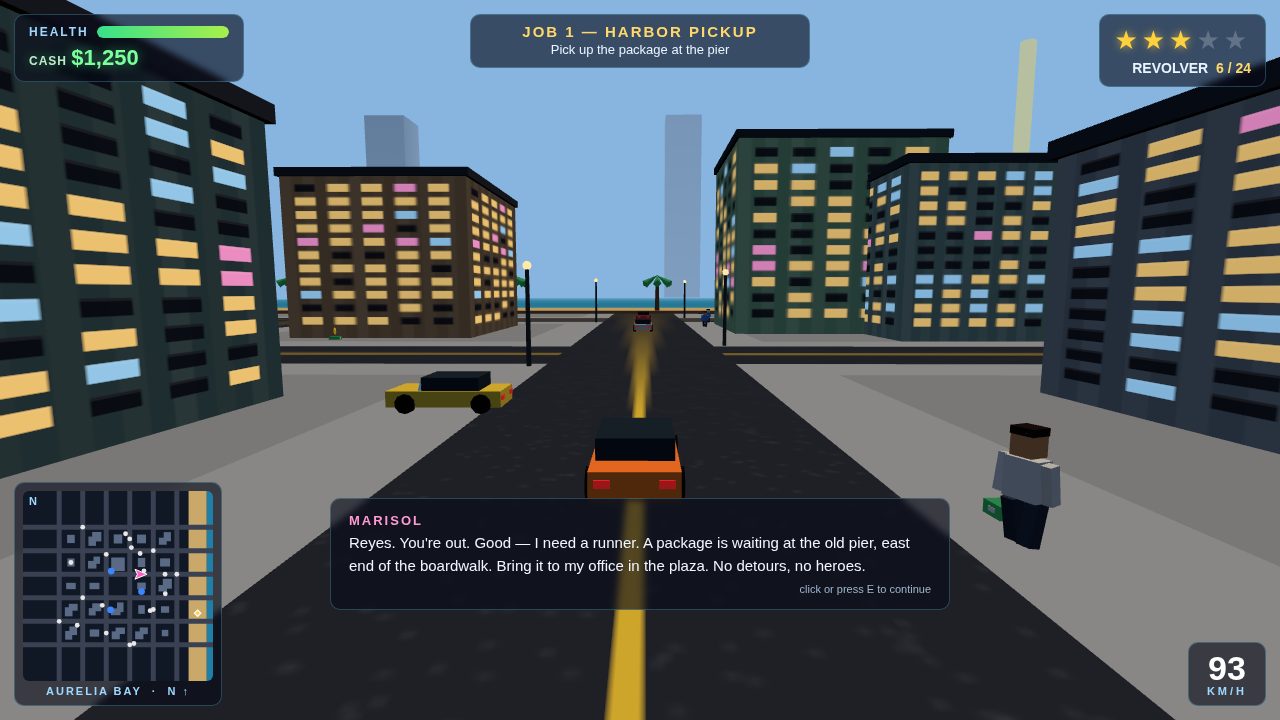 HEALTH
CASH $1,250
JOB 1 — HARBOR PICKUP
Pick up the package at the pier
REVOLVER 6 / 24
MARISOL
Reyes. You're out. Good — I need a runner. A package is waiting at the old pier, east
end of the boardwalk. Bring it to my office in the plaza. No detours, no heroes.
click or press E to continue
N
AURELIA BAY · N ↑
93
KM/H